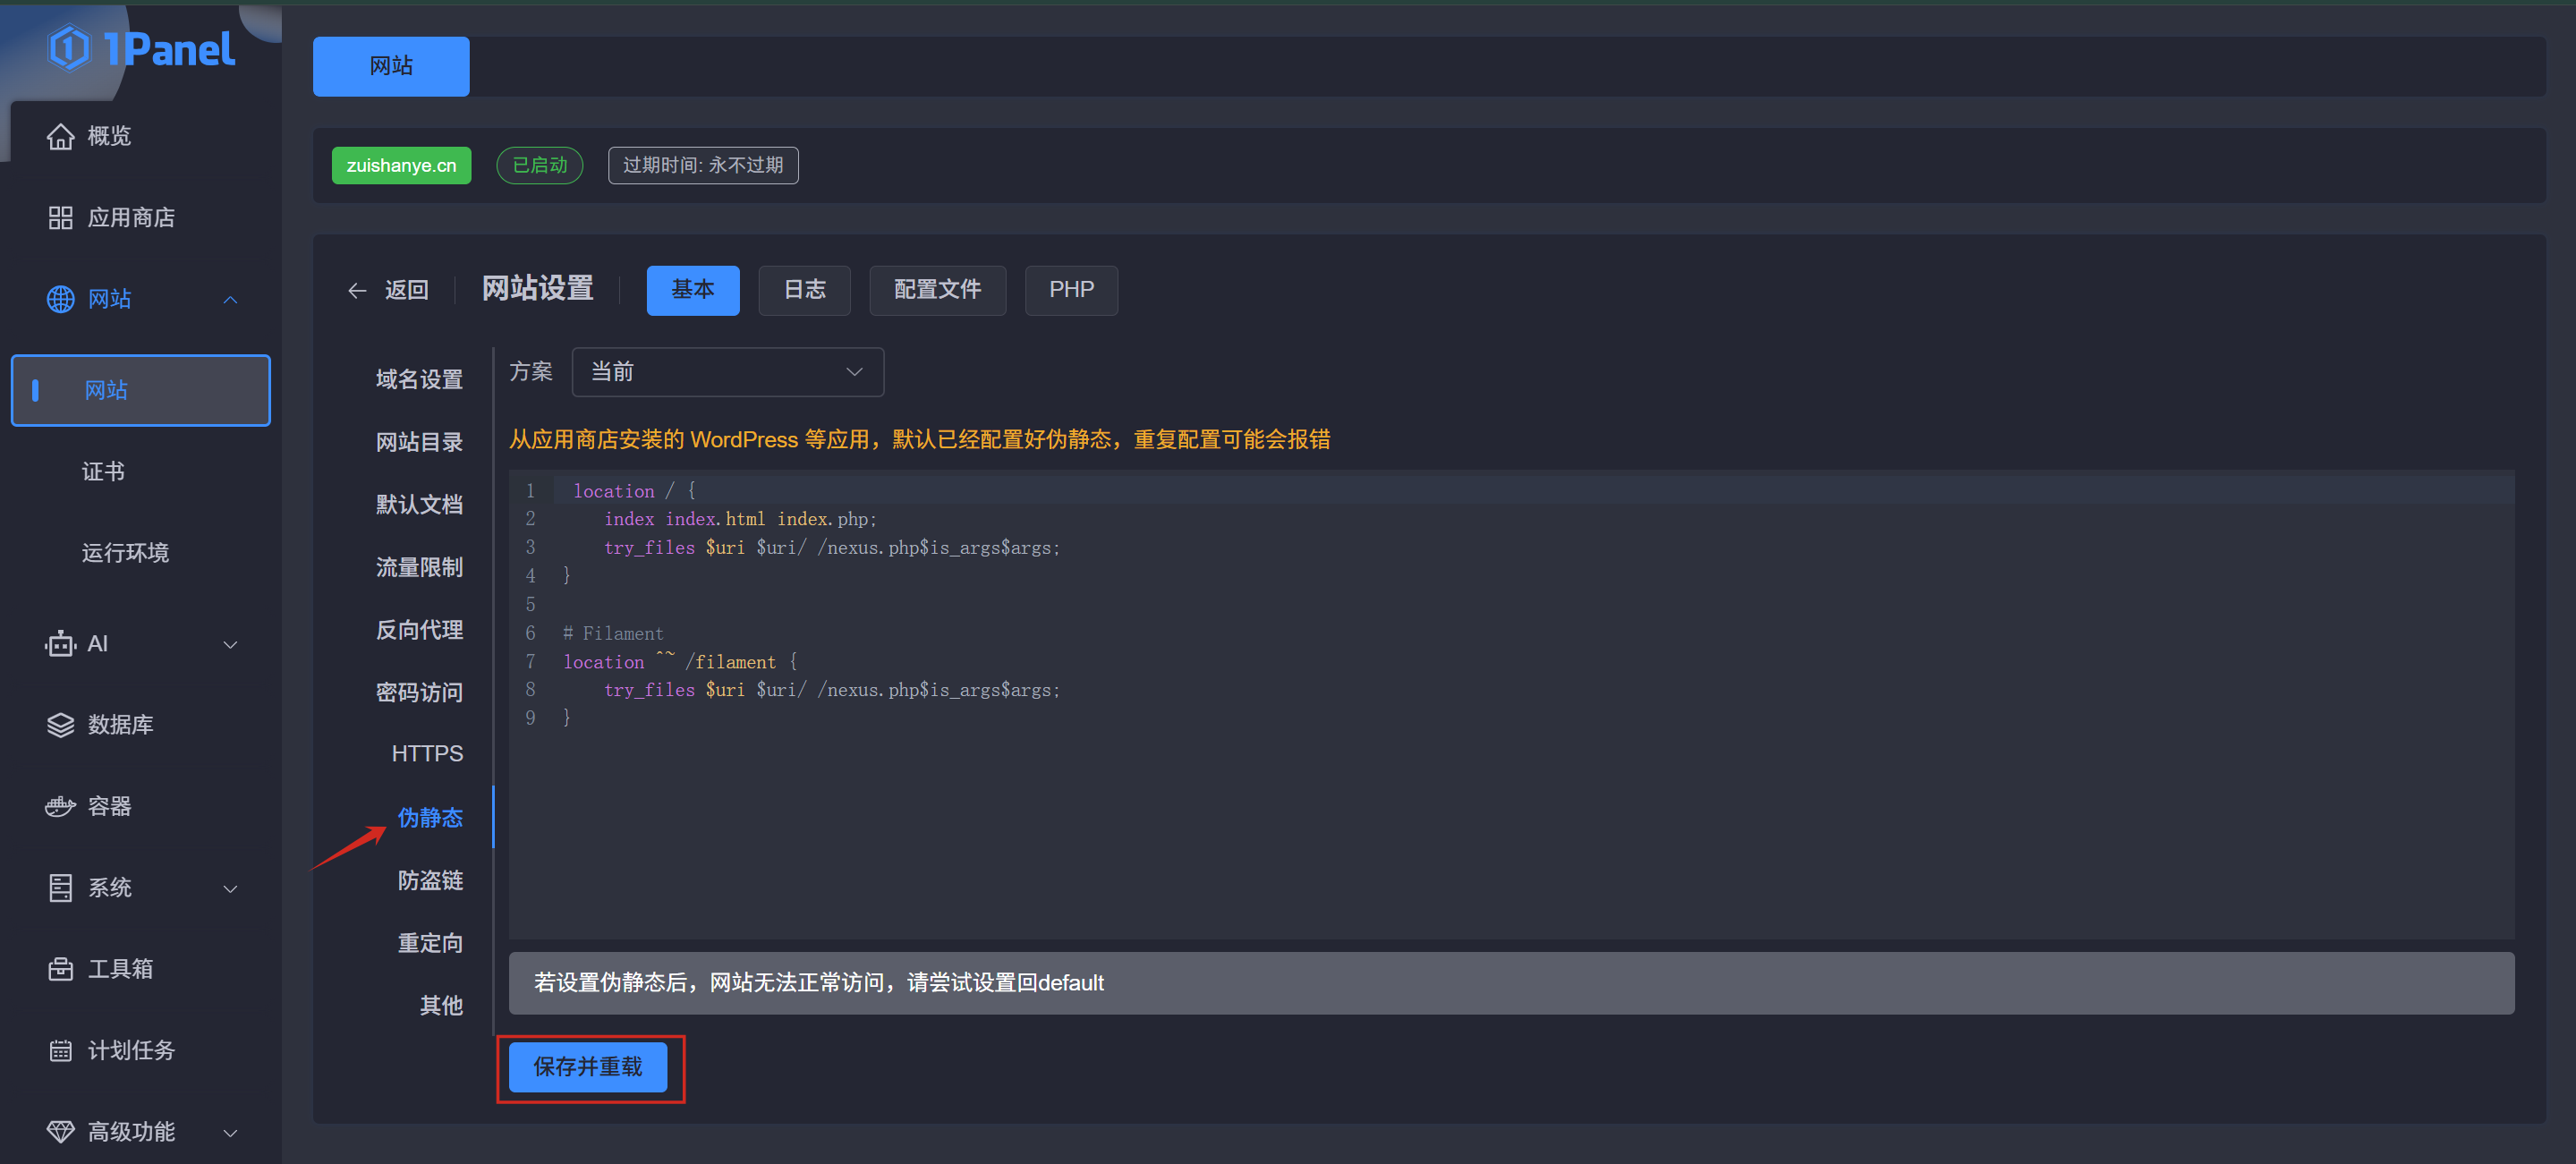 1Panel
网站
概览
zuishanye.cn 已启动 过期时间: 永不过期
应用商店
网站
返回 网站设置 基本 日志 配置文件 PHP
网站
证书
运行环境
AI
数据库
容器
系统
工具箱
计划任务
高级功能
域名设置
网站目录
默认文档
流量限制
反向代理
密码访问
HTTPS
伪静态
防盗链
重定向
其他
方案 当前
从应用商店安装的 WordPress 等应用，默认已经配置好伪静态，重复配置可能会报错
1 location / {
2 index index.html index.php;
3 try_files $uri $uri/ /nexus.php$is_args$args;
4 }
5
6 # Filament
7 location ^~ /filament {
8 try_files $uri $uri/ /nexus.php$is_args$args;
9 }
若设置伪静态后，网站无法正常访问，请尝试设置回default
保存并重载